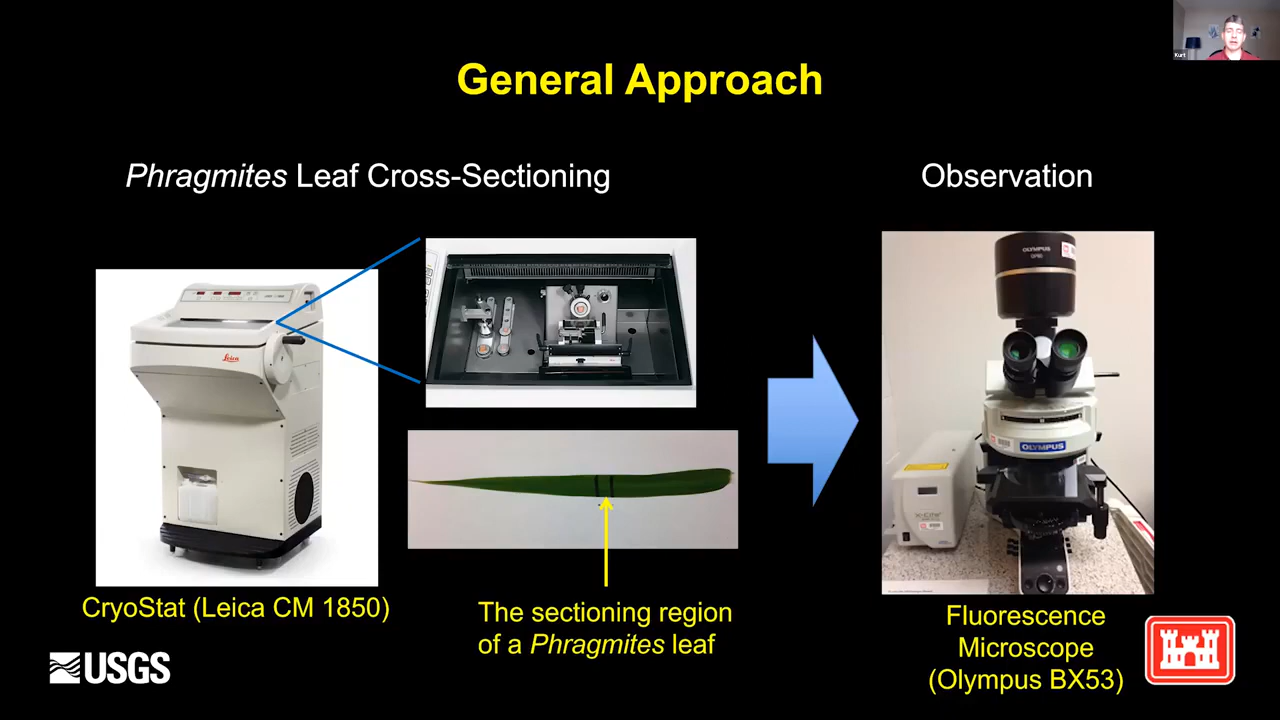 Kurt
General Approach
Phragmites Leaf Cross-Sectioning
Observation
OLYMPUS
Leica
OLYMPUS
CryoStat (Leica CM 1850)
The sectioning region
of a Phragmites leaf
Fluorescence
Microscope
(Olympus BX53)
USGS